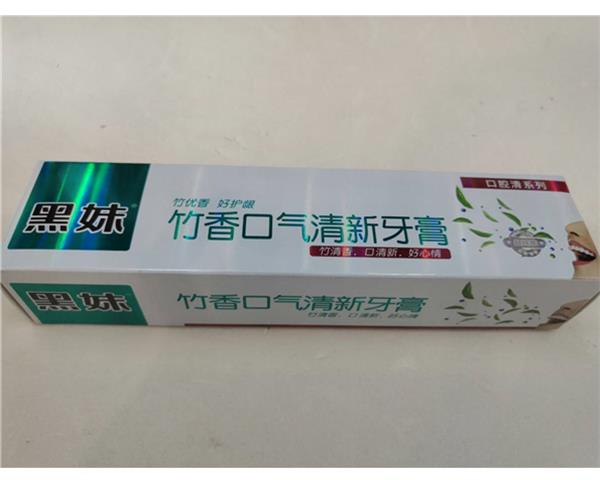 口腔清系列
竹优香 好护龈
黑妹®
竹香口气清新牙膏
竹清香，口清新，好心情
黑妹
竹香口气清新牙膏
竹清香，口清新，好心情